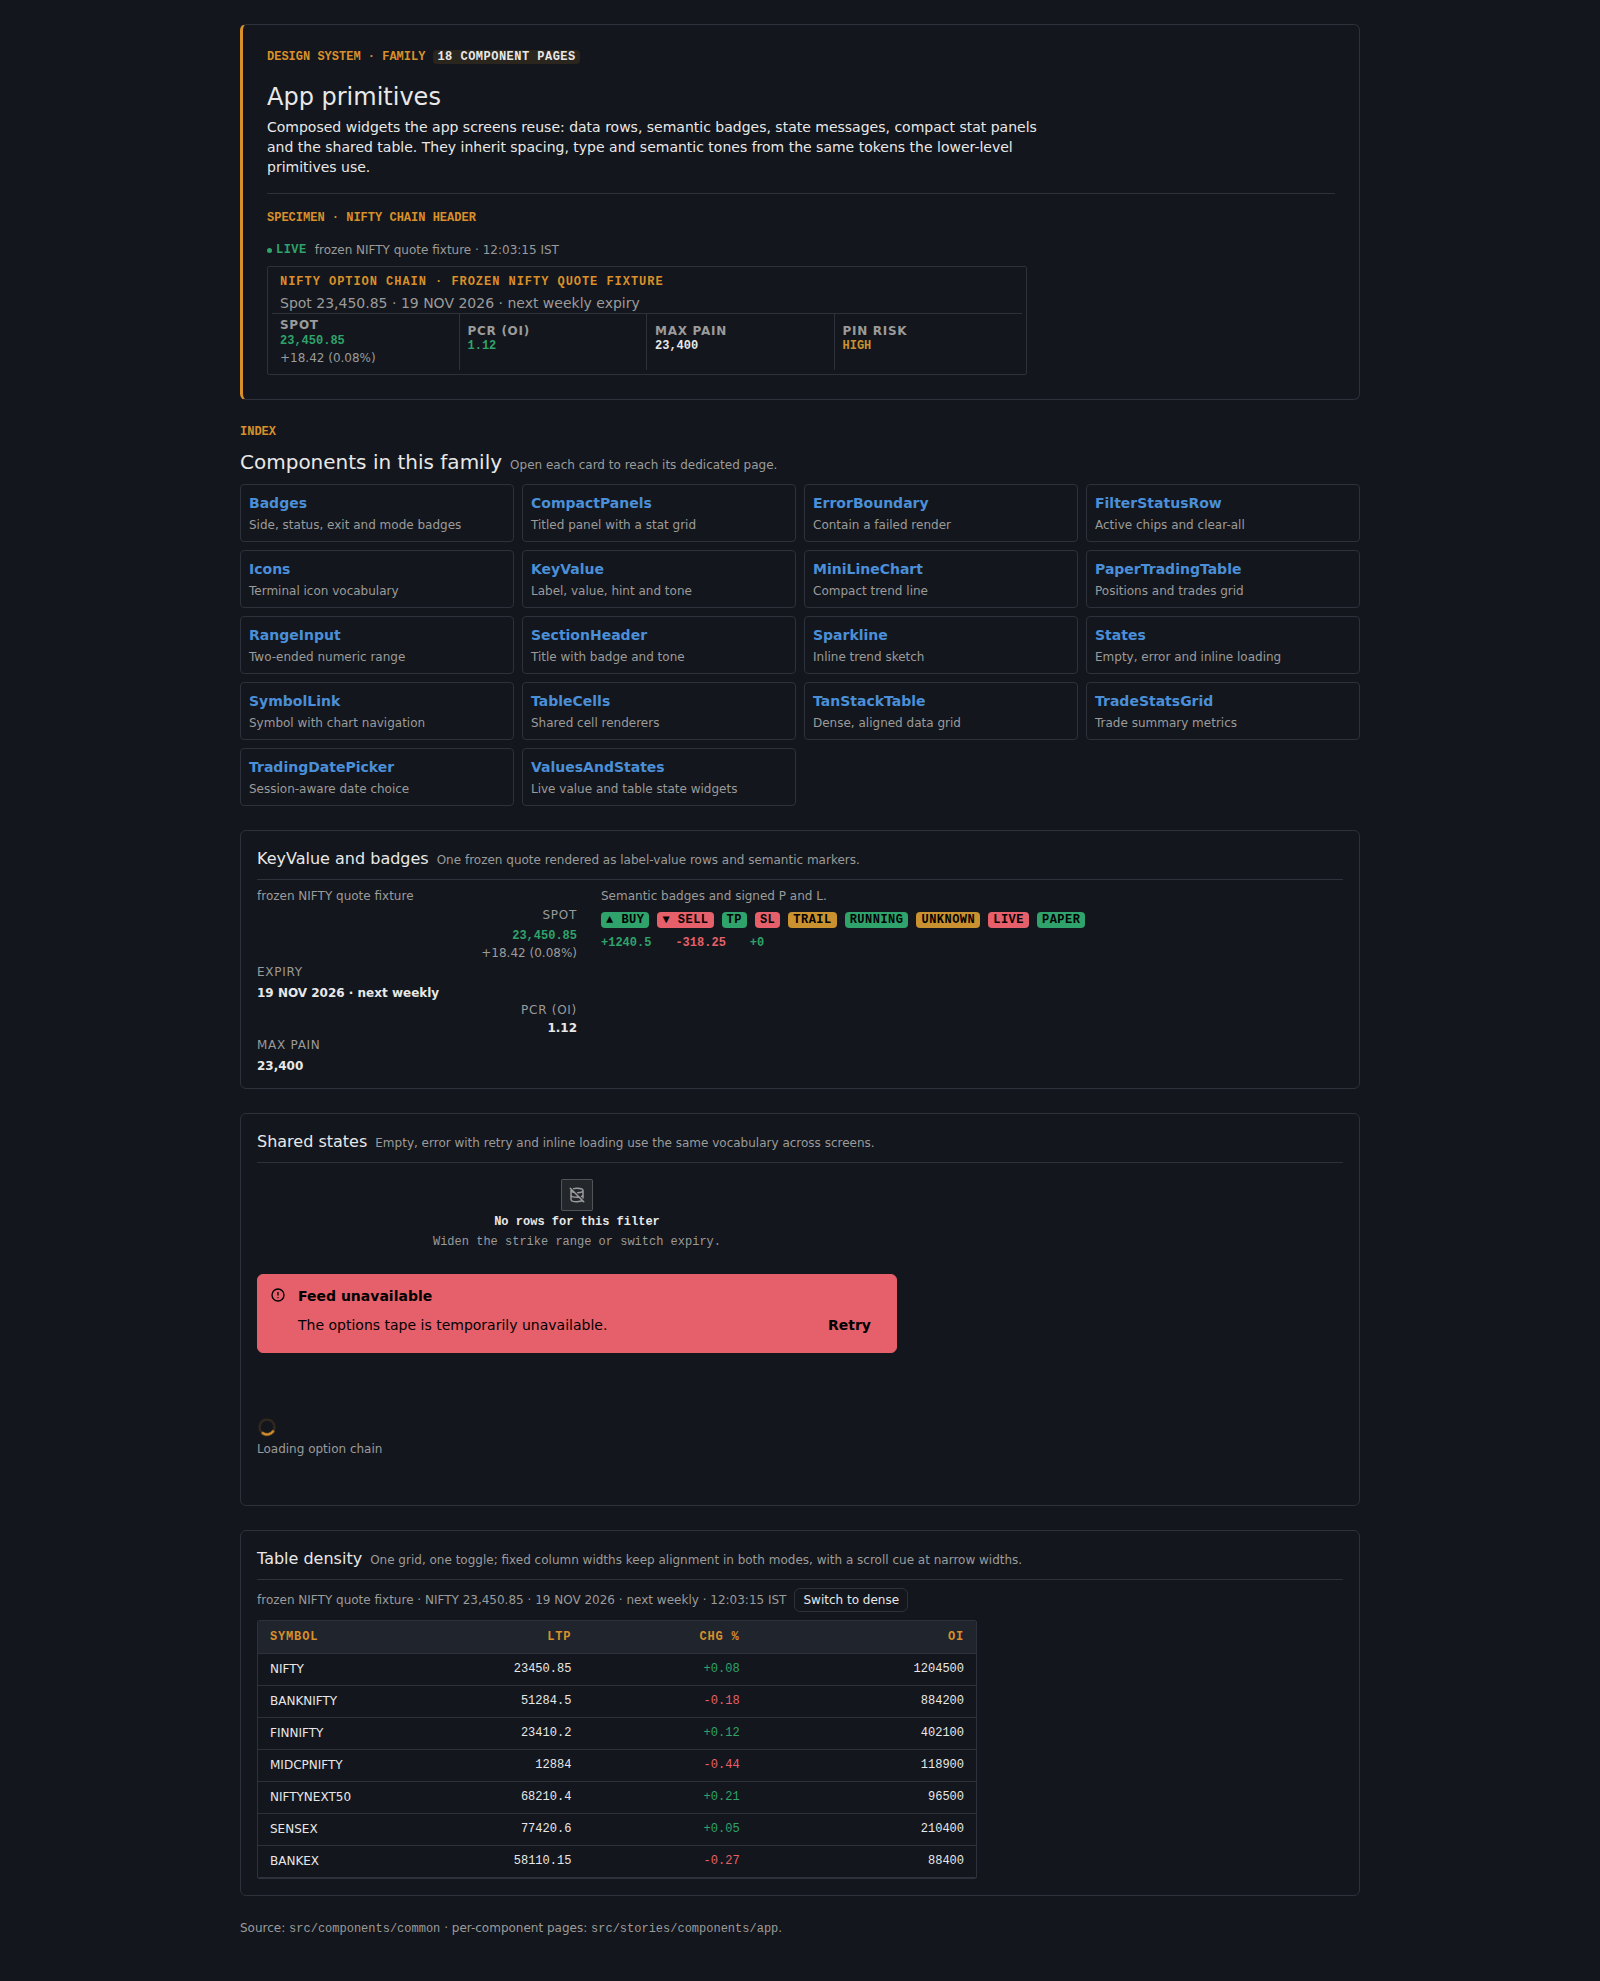 DESIGN SYSTEM · FAMILY 18 COMPONENT PAGES
App primitives
Composed widgets the app screens reuse: data rows, semantic badges, state messages, compact stat panels
and the shared table. They inherit spacing, type and semantic tones from the same tokens the lower-level
primitives use.
SPECIMEN · NIFTY CHAIN HEADER
LIVE frozen NIFTY quote fixture · 12:03:15 IST
NIFTY OPTION CHAIN · FROZEN NIFTY QUOTE FIXTURE
Spot 23,450.85 · 19 NOV 2026 · next weekly expiry
SPOT
23,450.85
+18.42 (0.08%)
PCR (OI)
1.12
MAX PAIN
23,400
PIN RISK
HIGH
INDEX
Components in this family Open each card to reach its dedicated page.
Badges
Side, status, exit and mode badges
CompactPanels
Titled panel with a stat grid
ErrorBoundary
Contain a failed render
FilterStatusRow
Active chips and clear-all
Icons
Terminal icon vocabulary
KeyValue
Label, value, hint and tone
MiniLineChart
Compact trend line
PaperTradingTable
Positions and trades grid
RangeInput
Two-ended numeric range
SectionHeader
Title with badge and tone
Sparkline
Inline trend sketch
States
Empty, error and inline loading
SymbolLink
Symbol with chart navigation
TableCells
Shared cell renderers
TanStackTable
Dense, aligned data grid
TradeStatsGrid
Trade summary metrics
TradingDatePicker
Session-aware date choice
ValuesAndStates
Live value and table state widgets
KeyValue and badges One frozen quote rendered as label-value rows and semantic markers.
frozen NIFTY quote fixture
SPOT
23,450.85
+18.42 (0.08%)
EXPIRY
19 NOV 2026 · next weekly
PCR (OI)
1.12
MAX PAIN
23,400
Semantic badges and signed P and L.
▲ BUY ▼ SELL TP SL TRAIL RUNNING UNKNOWN LIVE PAPER
+1240.5 -318.25 +0
Shared states Empty, error with retry and inline loading use the same vocabulary across screens.
No rows for this filter
Widen the strike range or switch expiry.
Feed unavailable
The options tape is temporarily unavailable. Retry
Loading option chain
Table density One grid, one toggle; fixed column widths keep alignment in both modes, with a scroll cue at narrow widths.
frozen NIFTY quote fixture · NIFTY 23,450.85 · 19 NOV 2026 · next weekly · 12:03:15 IST Switch to dense
SYMBOL LTP CHG % OI
NIFTY 23450.85 +0.08 1204500
BANKNIFTY 51284.5 -0.18 884200
FINNIFTY 23410.2 +0.12 402100
MIDCPNIFTY 12884 -0.44 118900
NIFTYNEXT50 68210.4 +0.21 96500
SENSEX 77420.6 +0.05 210400
BANKEX 58110.15 -0.27 88400
Source: src/components/common · per-component pages: src/stories/components/app.